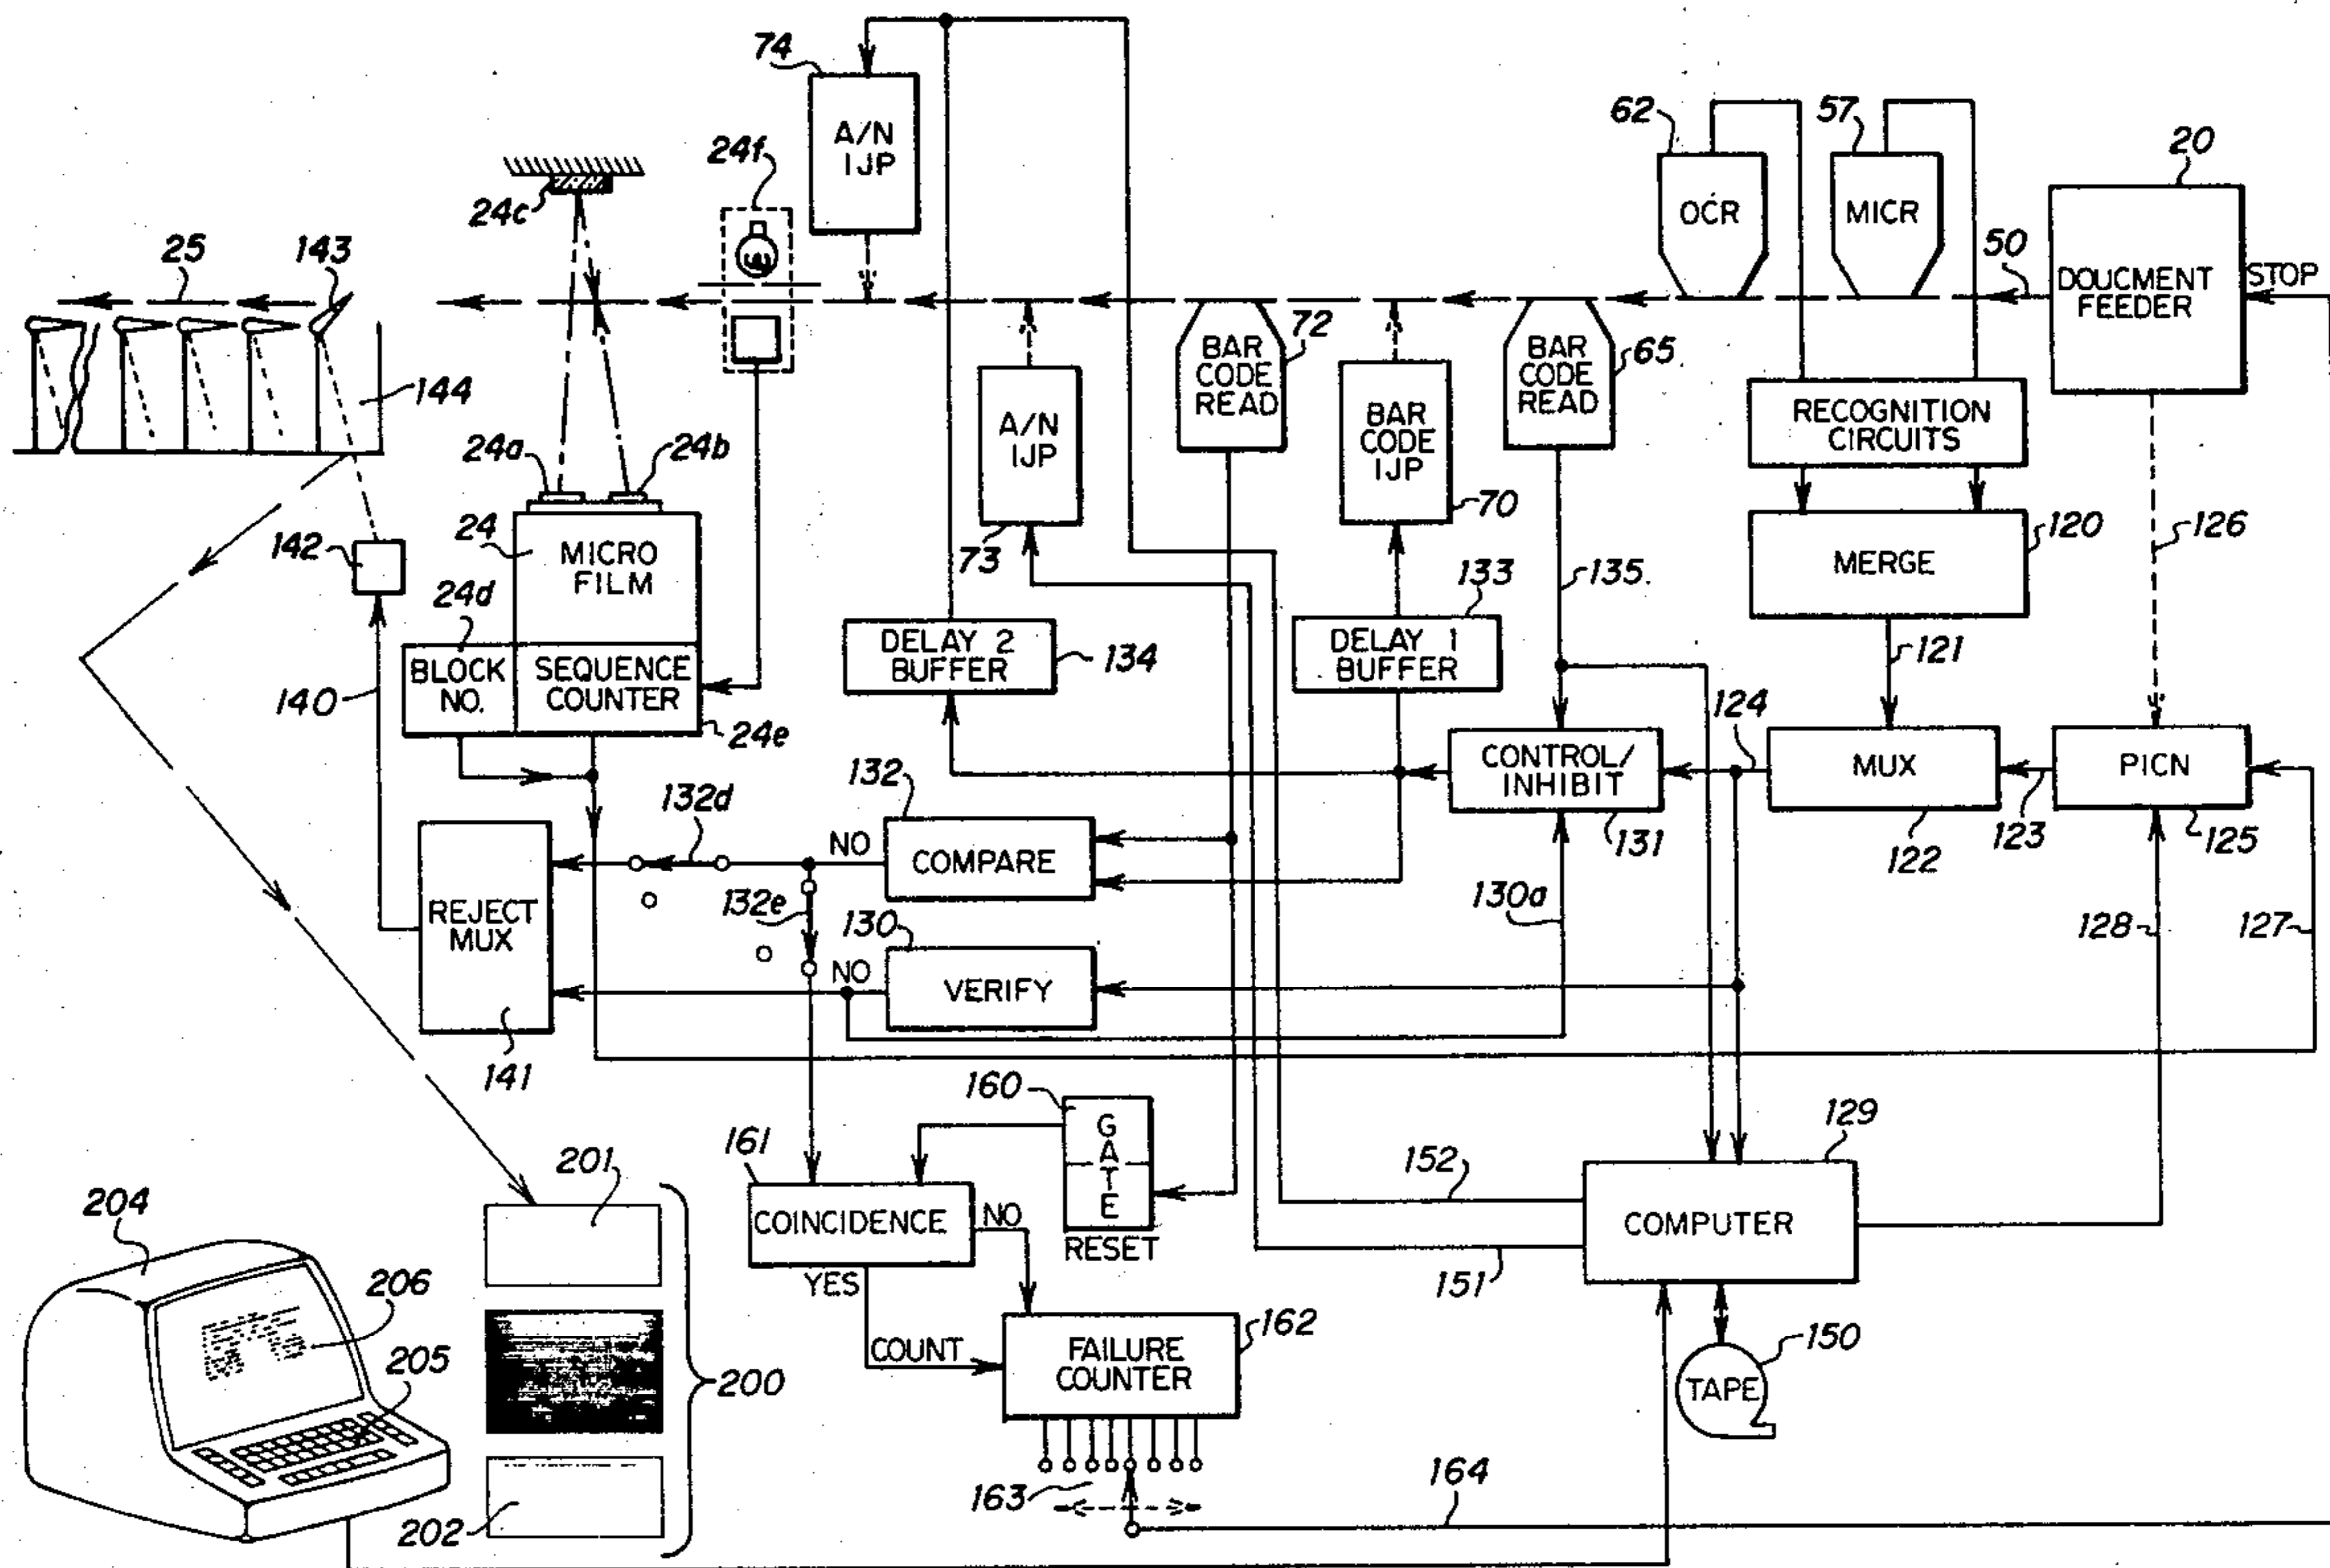 74
A/N
IJP
24f
24c
62
OCR
57
MICR
20
DOUCMENT
FEEDER
STOP
50
25
143
144
24a
24b
24
MICRO
FILM
24d
BLOCK
NO.
SEQUENCE
COUNTER
24e
142
140
A/N
IJP
73
BAR
CODE
READ
72
BAR
CODE
IJP
70
BAR
CODE
READ
65
RECOGNITION
CIRCUITS
MERGE
120
126
121
135
DELAY 2
BUFFER
134
DELAY 1
BUFFER
133
CONTROL/
INHIBIT
131
124
MUX
122
123
PICN
125
132
COMPARE
NO
132d
132e
130
VERIFY
NO
130a
128
127
REJECT
MUX
141
160
GATE
RESET
161
COINCIDENCE
NO
YES
COUNT
FAILURE
COUNTER
162
163
164
152
151
129
COMPUTER
150
TAPE
204
206
205
201
200
202